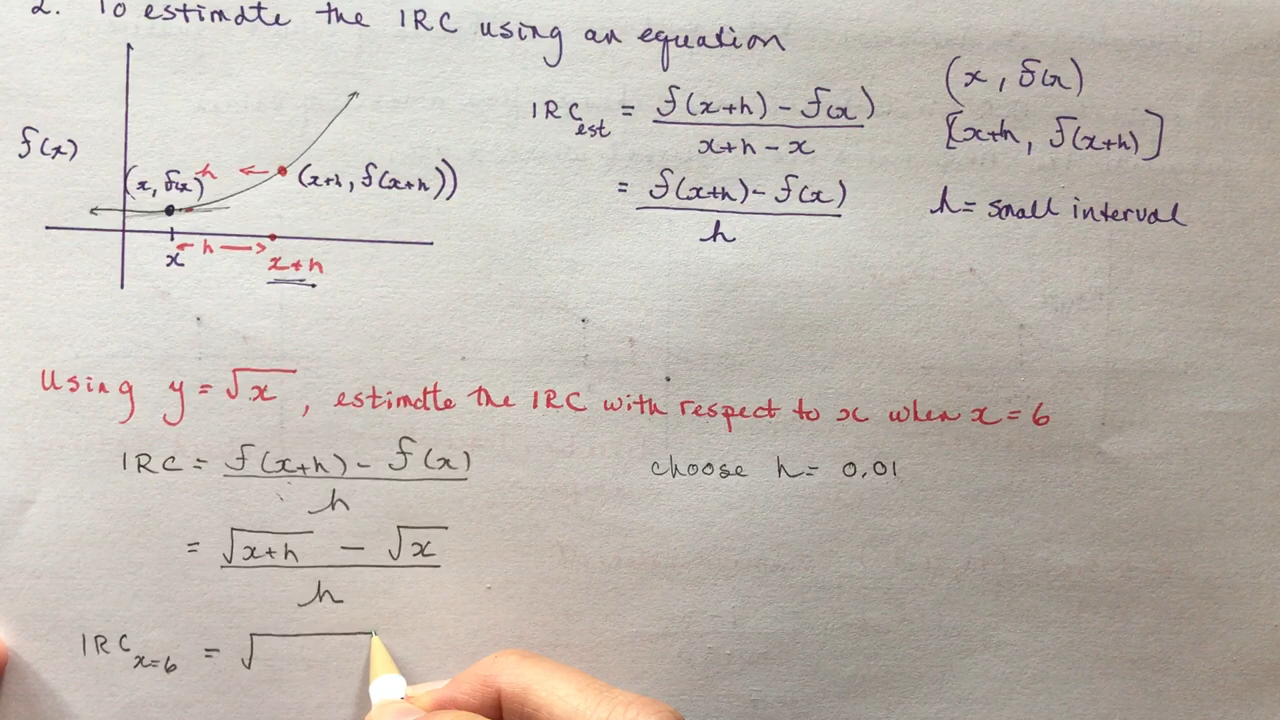 2. To estimate the IRC using an equation
f(x)
(x, f(x))
h
(x+h, f(x+h))
x
h
x+h
IRC_est = (f(x+h) - f(x)) / (x+h - x)
= (f(x+h) - f(x)) / h
(x, f(x))
[x+h, f(x+h)]
h = small interval
Using y = √x, estimate the IRC with respect to x when x = 6
IRC = (f(x+h) - f(x)) / h
choose h = 0.01
= (√(x+h) - √x) / h
IRC_x=6 = √